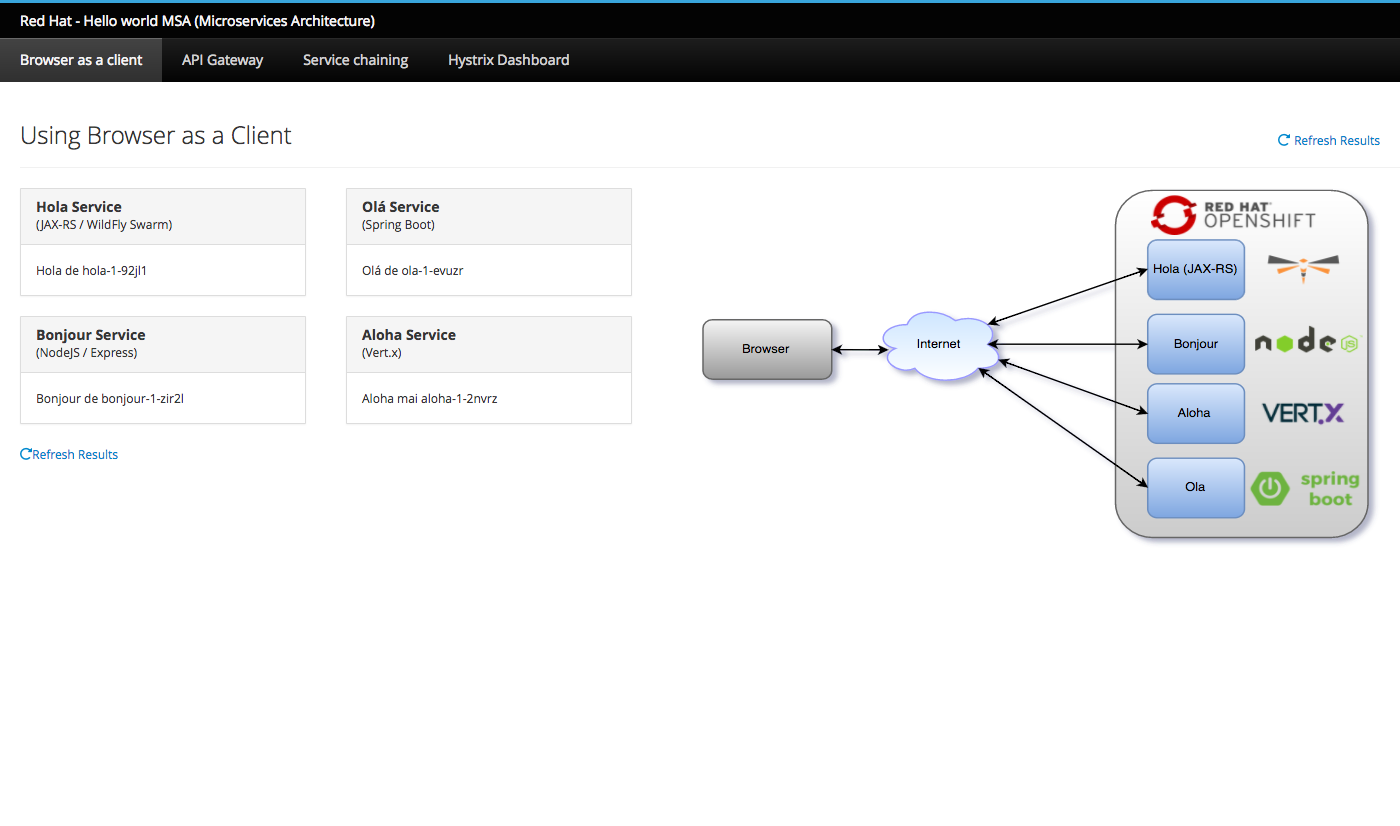 Red Hat - Hello world MSA (Microservices Architecture)
Browser as a client API Gateway Service chaining Hystrix Dashboard
Using Browser as a Client
Refresh Results
Hola Service
(JAX-RS / WildFly Swarm)
Hola de hola-1-92jl1
Olá Service
(Spring Boot)
Olá de ola-1-evuzr
Bonjour Service
(NodeJS / Express)
Bonjour de bonjour-1-zir2l
Aloha Service
(Vert.x)
Aloha mai aloha-1-2nvrz
Refresh Results
Browser
Internet
RED HAT
OPENSHIFT
Hola (JAX-RS)
Bonjour
node JS
Aloha
VERT.X
Ola
spring
boot